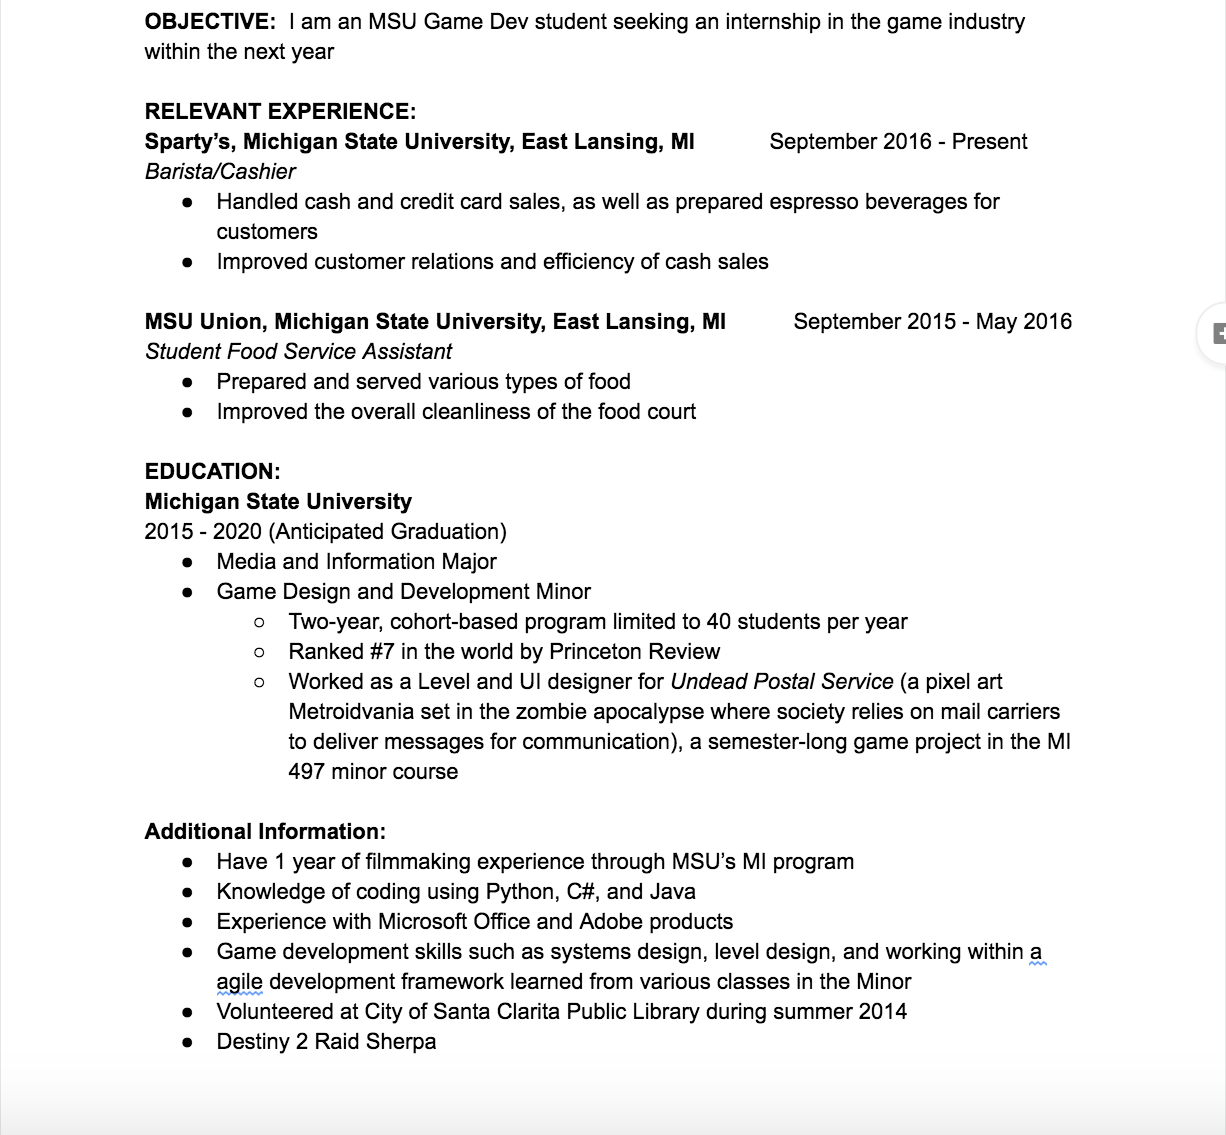 OBJECTIVE: I am an MSU Game Dev student seeking an internship in the game industry
within the next year
RELEVANT EXPERIENCE:
Sparty’s, Michigan State University, East Lansing, MI September 2016 - Present
Barista/Cashier
● Handled cash and credit card sales, as well as prepared espresso beverages for
customers
● Improved customer relations and efficiency of cash sales
MSU Union, Michigan State University, East Lansing, MI September 2015 - May 2016
Student Food Service Assistant
● Prepared and served various types of food
● Improved the overall cleanliness of the food court
EDUCATION:
Michigan State University
2015 - 2020 (Anticipated Graduation)
● Media and Information Major
● Game Design and Development Minor
○ Two-year, cohort-based program limited to 40 students per year
○ Ranked #7 in the world by Princeton Review
○ Worked as a Level and UI designer for Undead Postal Service (a pixel art
Metroidvania set in the zombie apocalypse where society relies on mail carriers
to deliver messages for communication), a semester-long game project in the MI
497 minor course
Additional Information:
● Have 1 year of filmmaking experience through MSU’s MI program
● Knowledge of coding using Python, C#, and Java
● Experience with Microsoft Office and Adobe products
● Game development skills such as systems design, level design, and working within a
agile development framework learned from various classes in the Minor
● Volunteered at City of Santa Clarita Public Library during summer 2014
● Destiny 2 Raid Sherpa